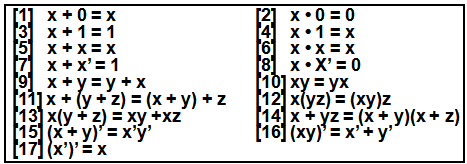 [1] x + 0 = x [2] x • 0 = 0
[3] x + 1 = 1 [4] x • 1 = x
[5] x + x = x [6] x • x = x
[7] x + x’ = 1 [8] x • X’ = 0
[9] x + y = y + x [10] xy = yx
[11] x + (y + z) = (x + y) + z [12] x(yz) = (xy)z
[13] x(y + z) = xy +xz [14] x + yz = (x + y)(x + z)
[15] (x + y)’ = x’y’ [16] (xy)’ = x’ + y’
[17] (x’)’ = x